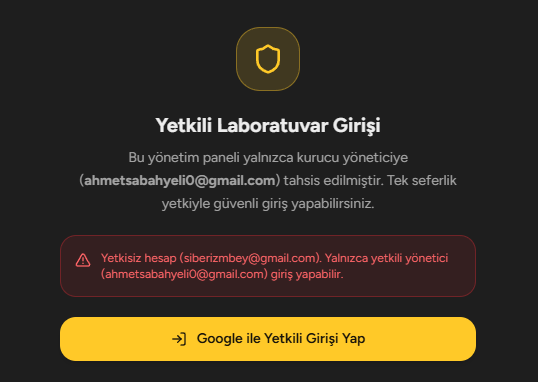 Yetkili Laboratuvar Girişi
Bu yönetim paneli yalnızca kurucu yöneticiye
(ahmetsabahyeli0@gmail.com) tahsis edilmiştir. Tek seferlik
yetkiyle güvenli giriş yapabilirsiniz.
Yetkisiz hesap (siberizmbey@gmail.com). Yalnızca yetkili yönetici
(ahmetsabahyeli0@gmail.com) giriş yapabilir.
Google ile Yetkili Girişi Yap